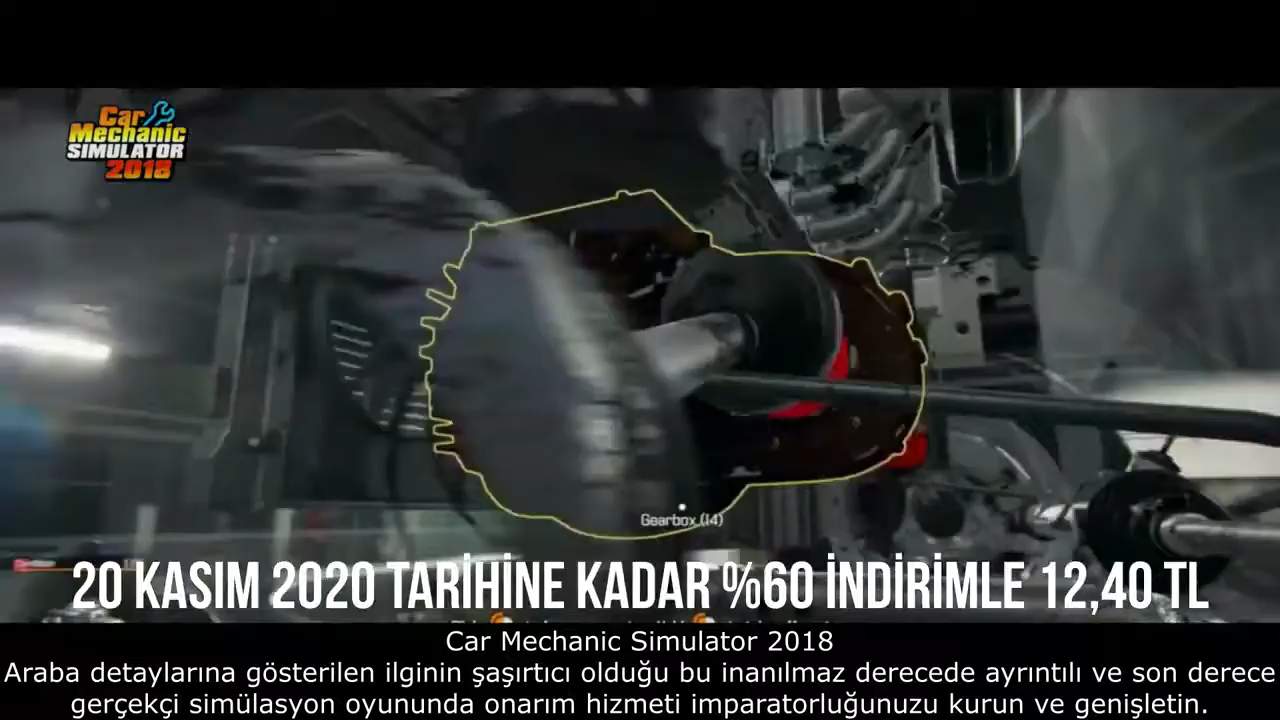 Car
Mechanic
SIMULATOR
2018
Gearbox (14)
20 KASIM 2020 TARİHİNE KADAR %60 İNDİRİMLE 12,40 TL
Car Mechanic Simulator 2018
Araba detaylarına gösterilen ilginin şaşırtıcı olduğu bu inanılmaz derecede ayrıntılı ve son derece
gerçekçi simülasyon oyununda onarım hizmeti imparatorluğunuzu kurun ve genişletin.